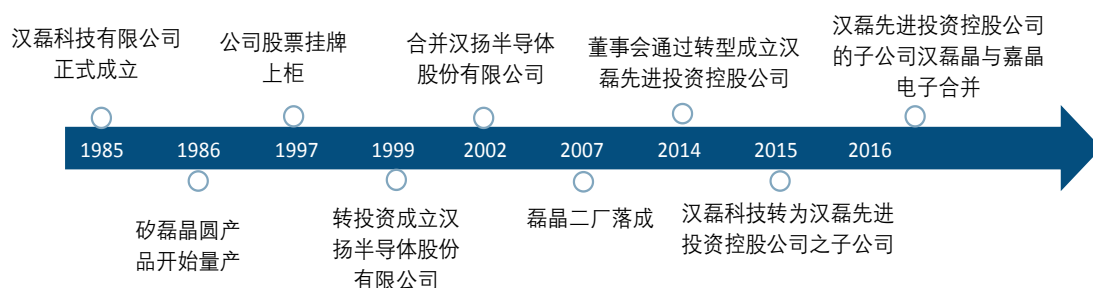 汉磊科技有限公司
正式成立
公司股票挂牌
上柜
合并汉扬半导体
股份有限公司
董事会通过转型成立汉
磊先进投资控股公司
汉磊先进投资控股公司
的子公司汉磊晶与嘉晶
电子合并
1985 1986 1997 1999 2002 2007 2014 2015 2016
矽磊晶圆产
品开始量产
转投资成立汉
扬半导体股份
有限公司
磊晶二厂落成
汉磊科技转为汉磊先进
投资控股公司之子公司